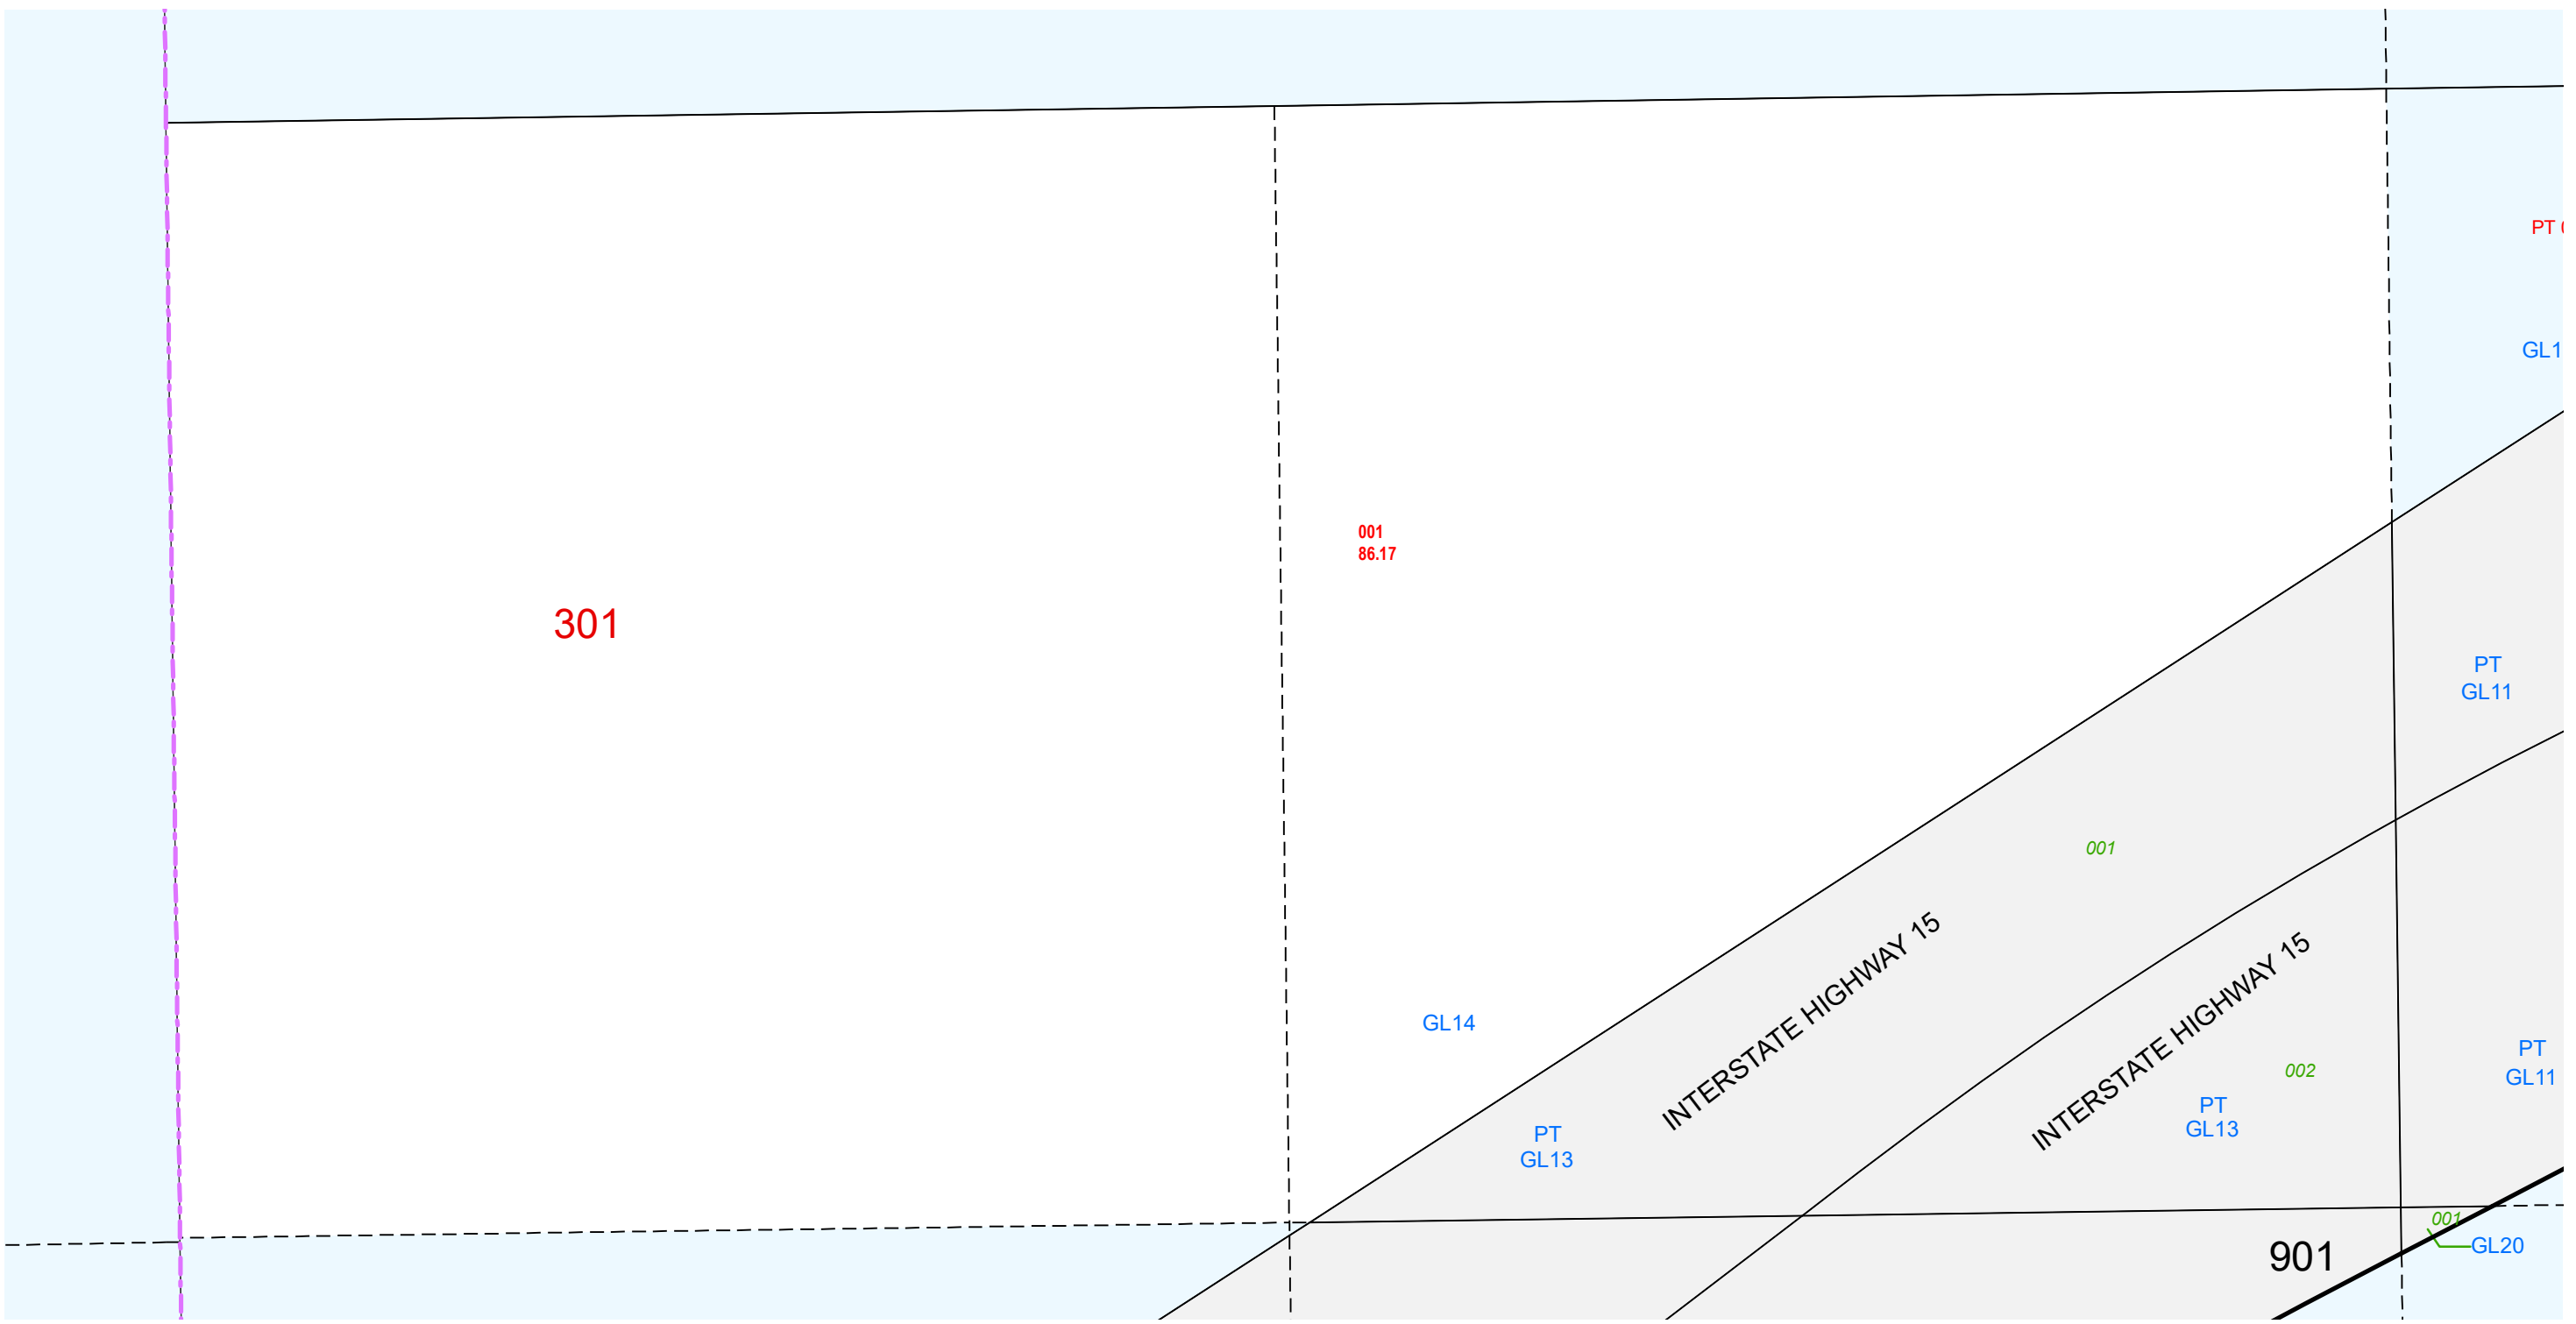 PT
GL1
001
86.17
301
PT
GL11
001
INTERSTATE HIGHWAY 15
INTERSTATE HIGHWAY 15
GL14
PT
GL11
002
PT
GL13
PT
GL13
001
GL20
901